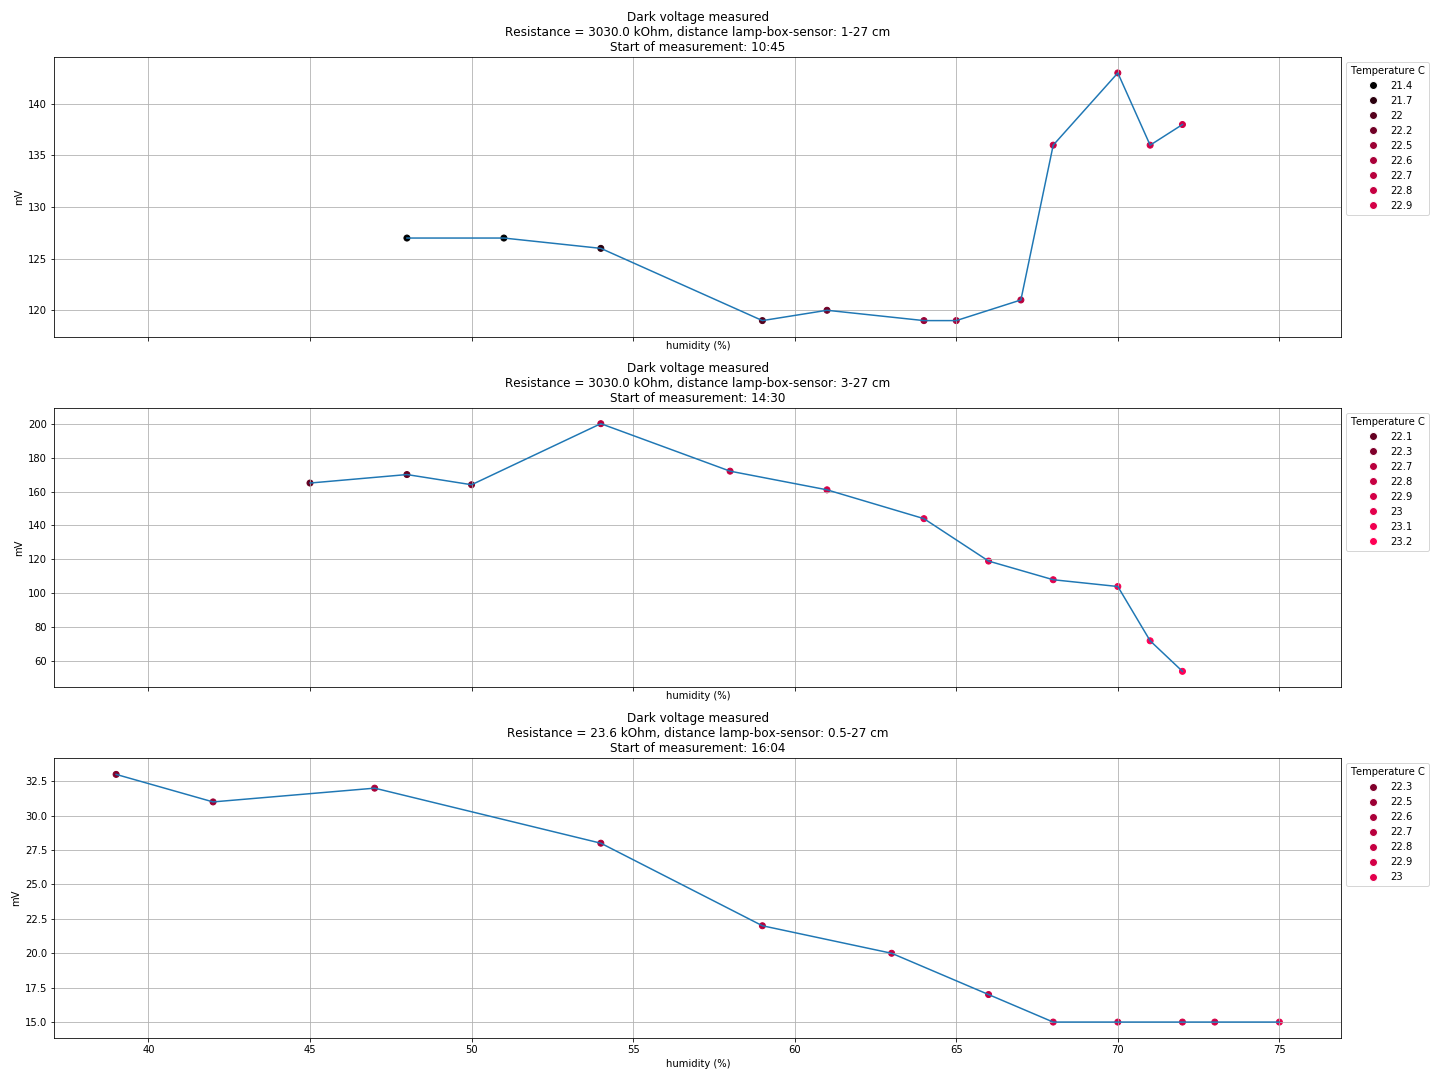 Dark voltage measured
Resistance = 3030.0 kOhm, distance lamp-box-sensor: 1-27 cm
Start of measurement: 10:45
140
135
130
125
120
mV
humidity (%)
Temperature C
21.4
21.7
22
22.2
22.5
22.6
22.7
22.8
22.9
Dark voltage measured
Resistance = 3030.0 kOhm, distance lamp-box-sensor: 3-27 cm
Start of measurement: 14:30
200
180
160
140
120
100
80
60
mV
humidity (%)
Temperature C
22.1
22.3
22.7
22.8
22.9
23
23.1
23.2
Dark voltage measured
Resistance = 23.6 kOhm, distance lamp-box-sensor: 0.5-27 cm
Start of measurement: 16:04
32.5
30.0
27.5
25.0
22.5
20.0
17.5
15.0
mV
40 45 50 55 60 65 70 75
humidity (%)
Temperature C
22.3
22.5
22.6
22.7
22.8
22.9
23